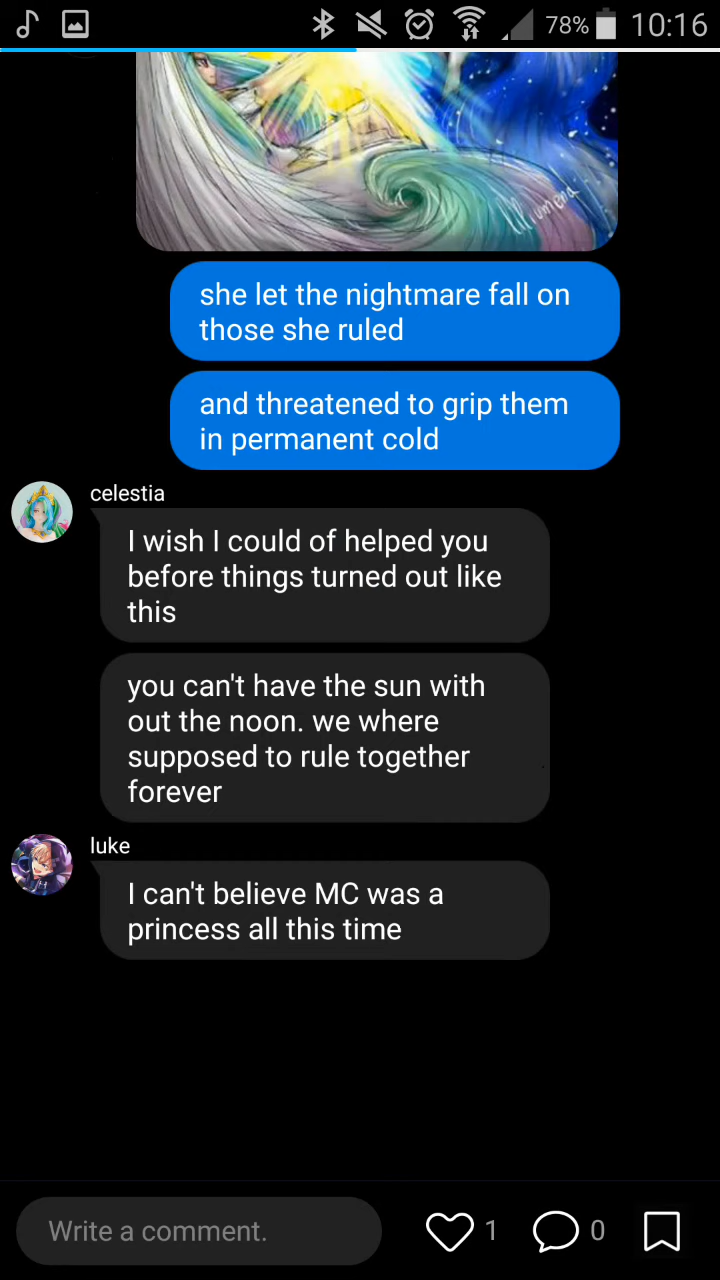 78% 10:16
Illumena
she let the nightmare fall on
those she ruled
and threatened to grip them
in permanent cold
celestia
I wish I could of helped you
before things turned out like
this
you can't have the sun with
out the noon. we where
supposed to rule together
forever
luke
I can't believe MC was a
princess all this time
Write a comment. 1 0